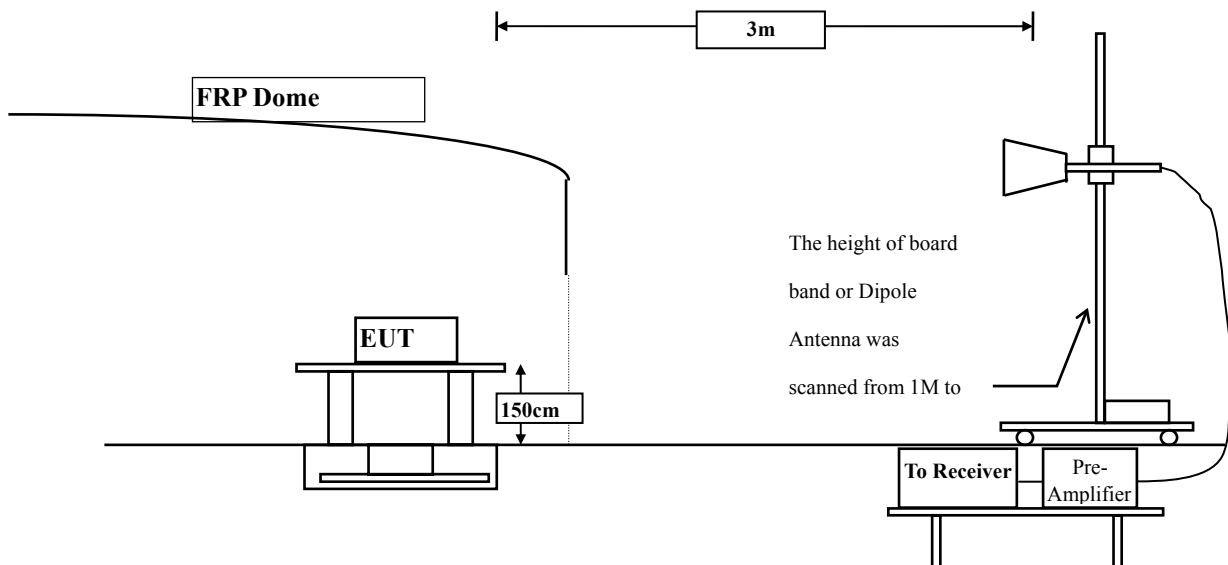 3m
FRP Dome
The height of board
band or Dipole
Antenna was
scanned from 1M to
EUT
150cm
To Receiver
Pre-
Amplifier